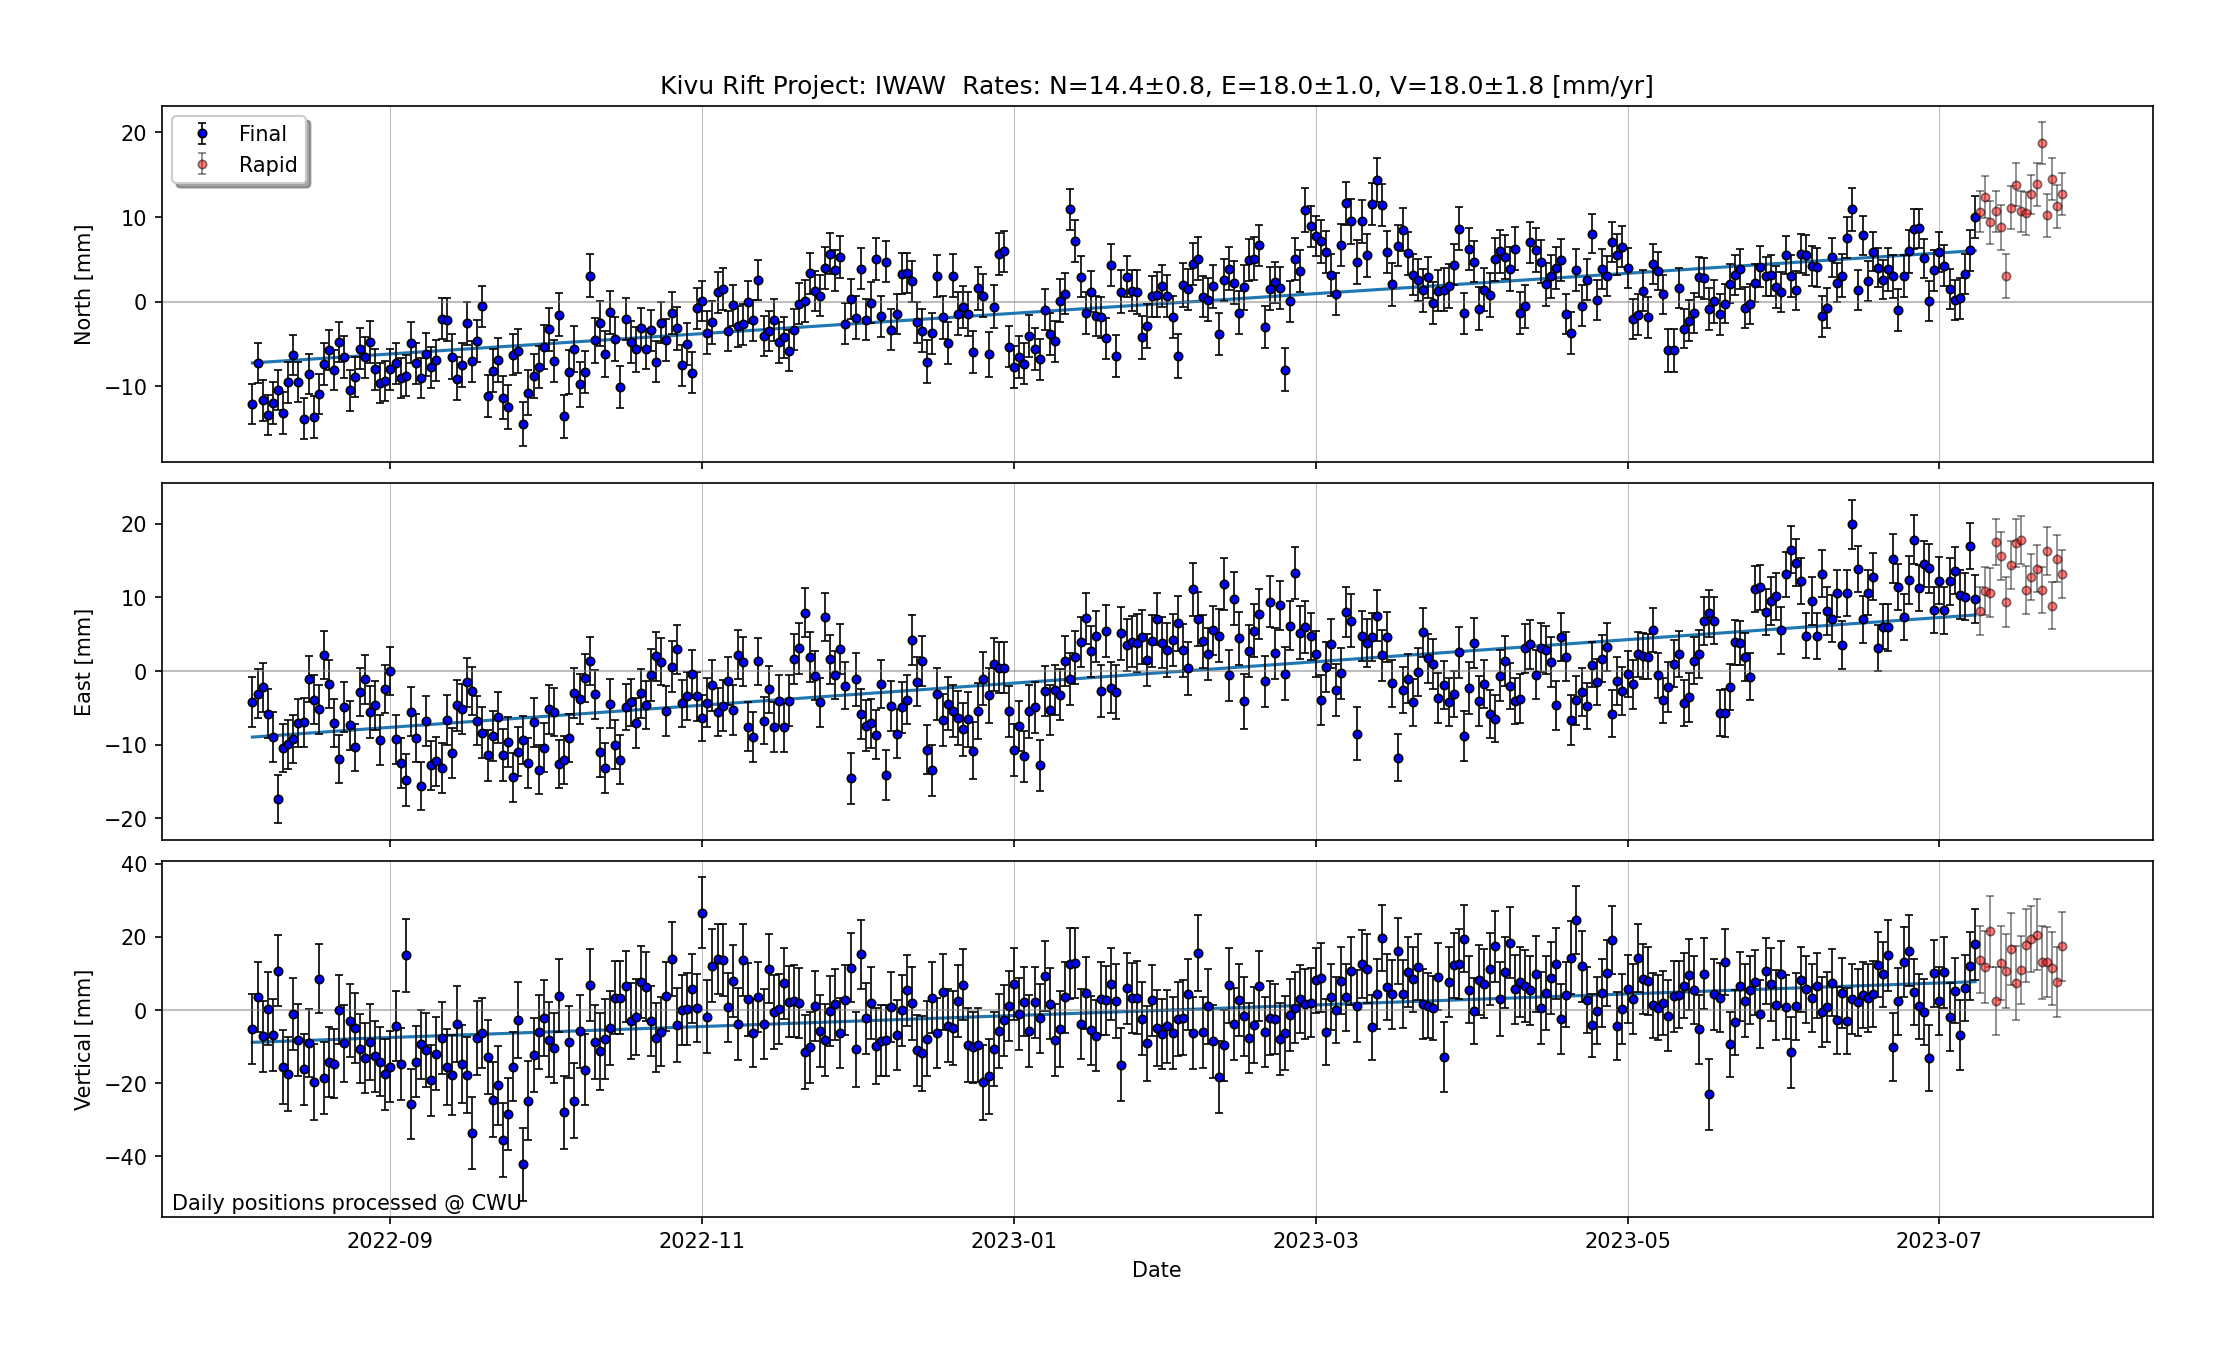 Kivu Rift Project: IWAW  Rates: N=14.4±0.8, E=18.0±1.0, V=18.0±1.8 [mm/yr]
Final
Rapid
North [mm]
20
10
0
−10
East [mm]
20
10
0
−10
−20
Vertical [mm]
40
20
0
−20
−40
Daily positions processed @ CWU
2022-09 2022-11 2023-01 2023-03 2023-05 2023-07
Date